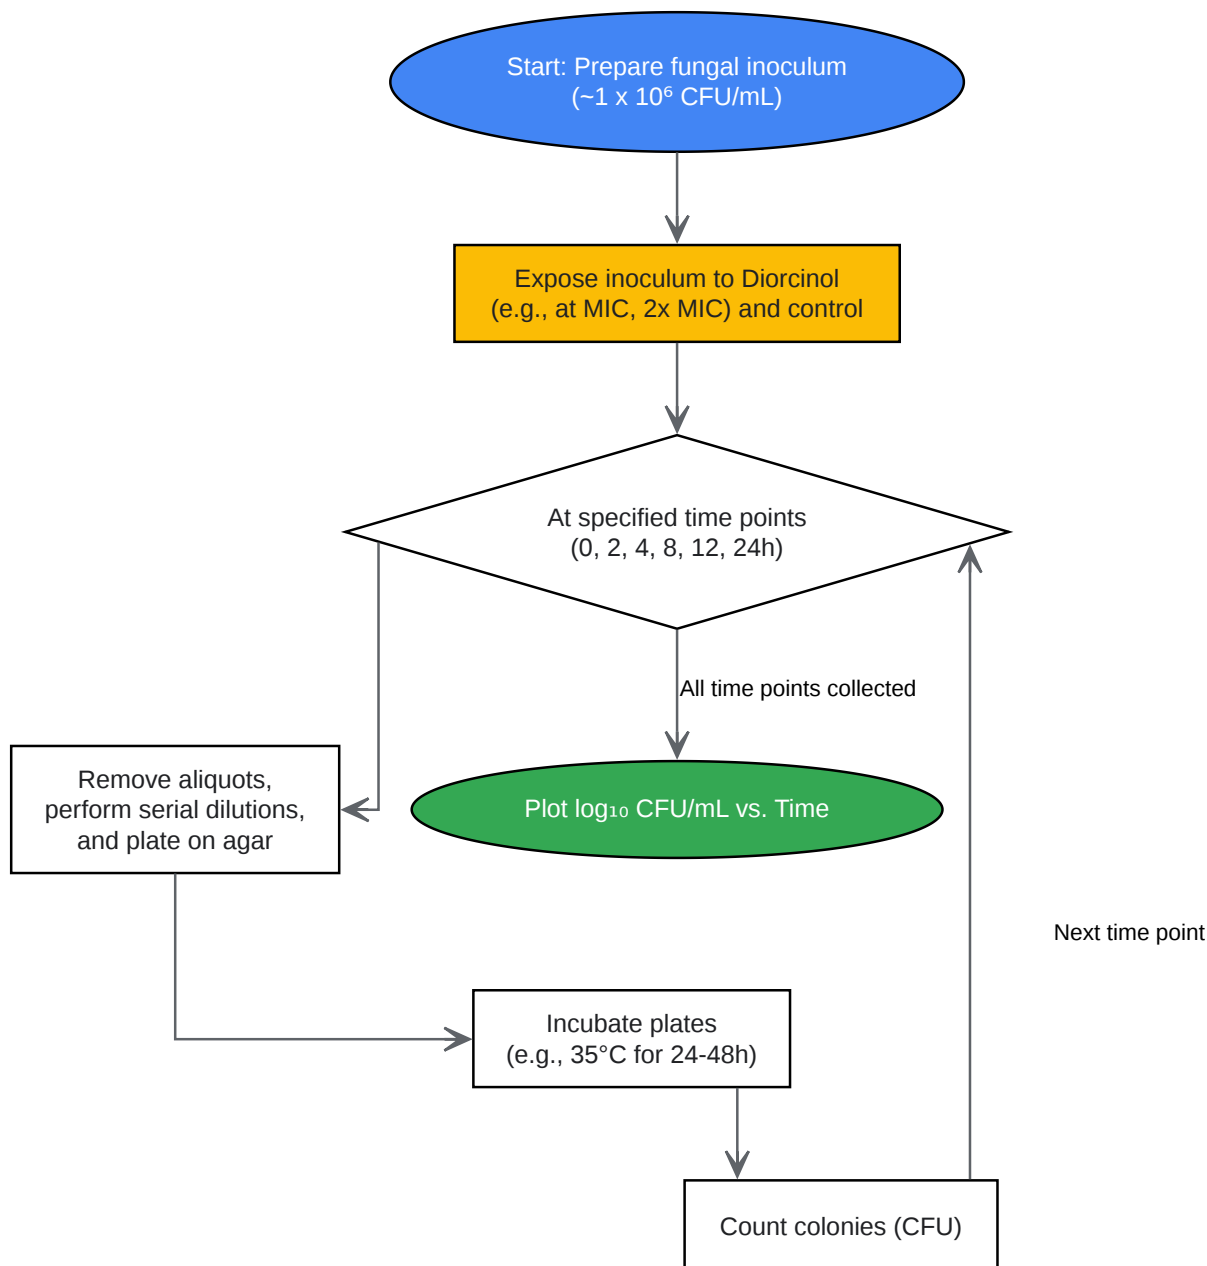 Start: Prepare fungal inoculum
(~1 x 10⁶ CFU/mL)
Expose inoculum to Diorcinol
(e.g., at MIC, 2x MIC) and control
At specified time points
(0, 2, 4, 8, 12, 24h)
All time points collected
Remove aliquots,
perform serial dilutions,
and plate on agar
Plot log₁₀ CFU/mL vs. Time
Next time point
Incubate plates
(e.g., 35°C for 24-48h)
Count colonies (CFU)